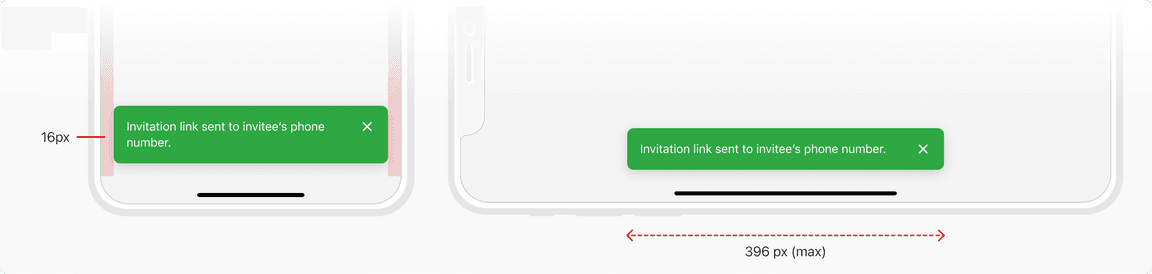 16px
Invitation link sent to invitee’s phone
number.
Invitation link sent to invitee’s phone number.
396 px (max)